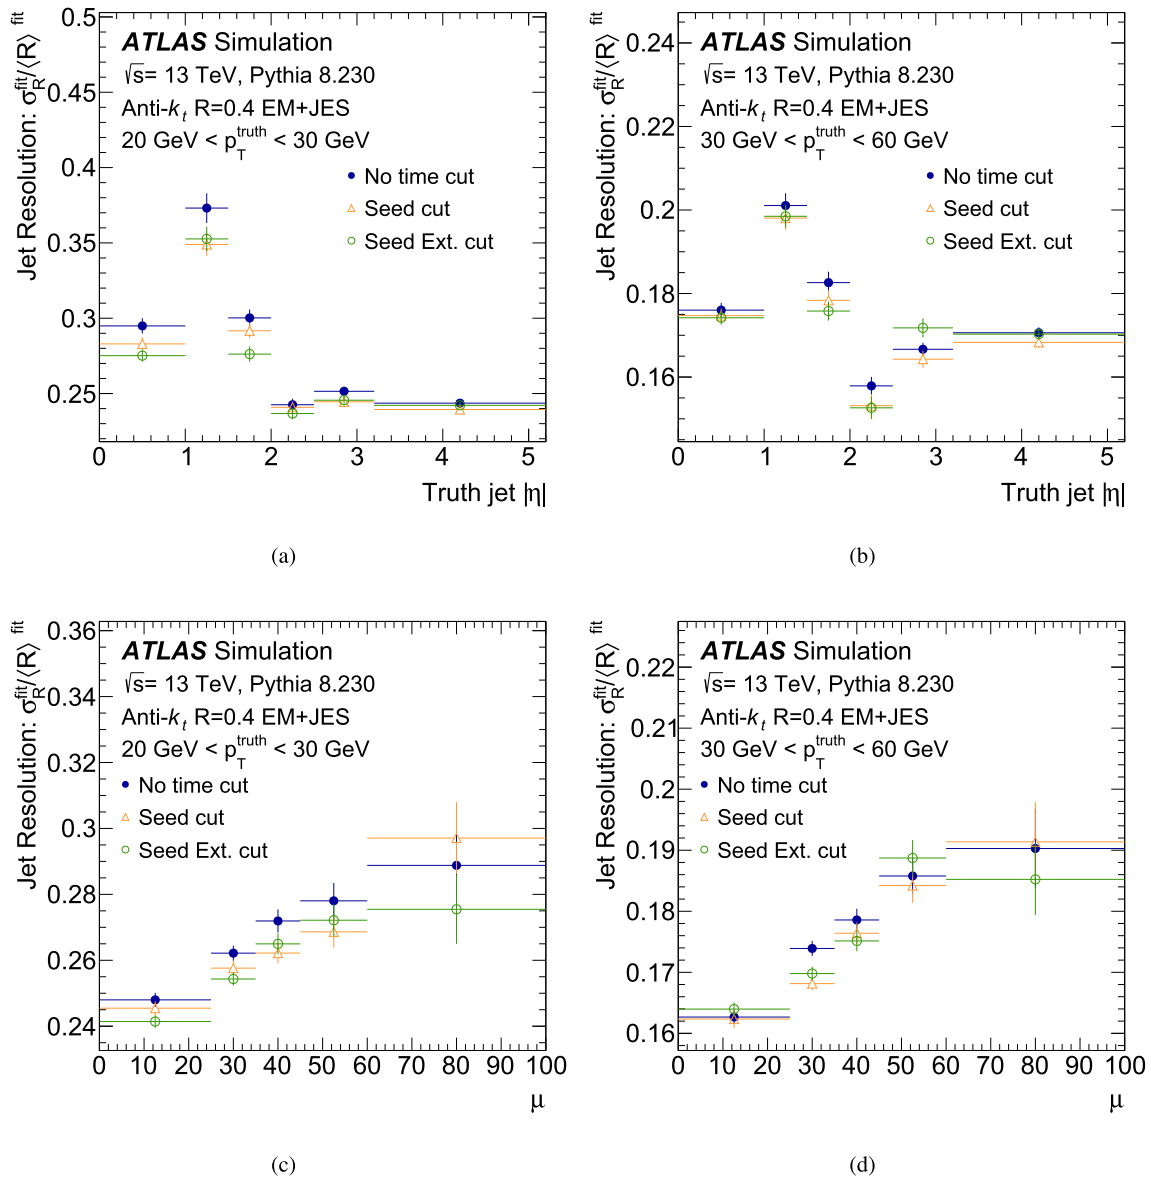 Jet Resolution: σ_R^fit/⟨R⟩^fit
0.5
0.45
0.4
0.35
0.3
0.25
ATLAS Simulation
√s= 13 TeV, Pythia 8.230
Anti-k_t R=0.4 EM+JES
20 GeV < p_T^truth < 30 GeV
No time cut
Seed cut
Seed Ext. cut
0 1 2 3 4 5
Truth jet |η|
(a)
Jet Resolution: σ_R^fit/⟨R⟩^fit
0.24
0.22
0.2
0.18
0.16
ATLAS Simulation
√s= 13 TeV, Pythia 8.230
Anti-k_t R=0.4 EM+JES
30 GeV < p_T^truth < 60 GeV
No time cut
Seed cut
Seed Ext. cut
0 1 2 3 4 5
Truth jet |η|
(b)
Jet Resolution: σ_R^fit/⟨R⟩^fit
0.36
0.34
0.32
0.3
0.28
0.26
0.24
ATLAS Simulation
√s= 13 TeV, Pythia 8.230
Anti-k_t R=0.4 EM+JES
20 GeV < p_T^truth < 30 GeV
No time cut
Seed cut
Seed Ext. cut
0 10 20 30 40 50 60 70 80 90 100
μ
(c)
Jet Resolution: σ_R^fit/⟨R⟩^fit
0.22
0.21
0.2
0.19
0.18
0.17
0.16
ATLAS Simulation
√s= 13 TeV, Pythia 8.230
Anti-k_t R=0.4 EM+JES
30 GeV < p_T^truth < 60 GeV
No time cut
Seed cut
Seed Ext. cut
0 10 20 30 40 50 60 70 80 90 100
μ
(d)